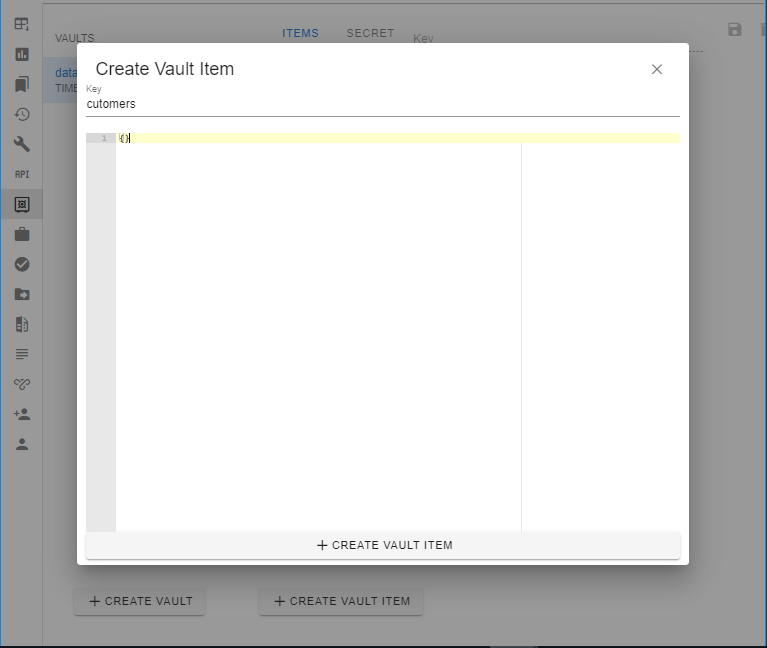 VAULTS
ITEMS SECRET Key
data
TIME
API
Create Vault Item
Key
cutomers
1 {}
+ CREATE VAULT ITEM
+ CREATE VAULT
+ CREATE VAULT ITEM